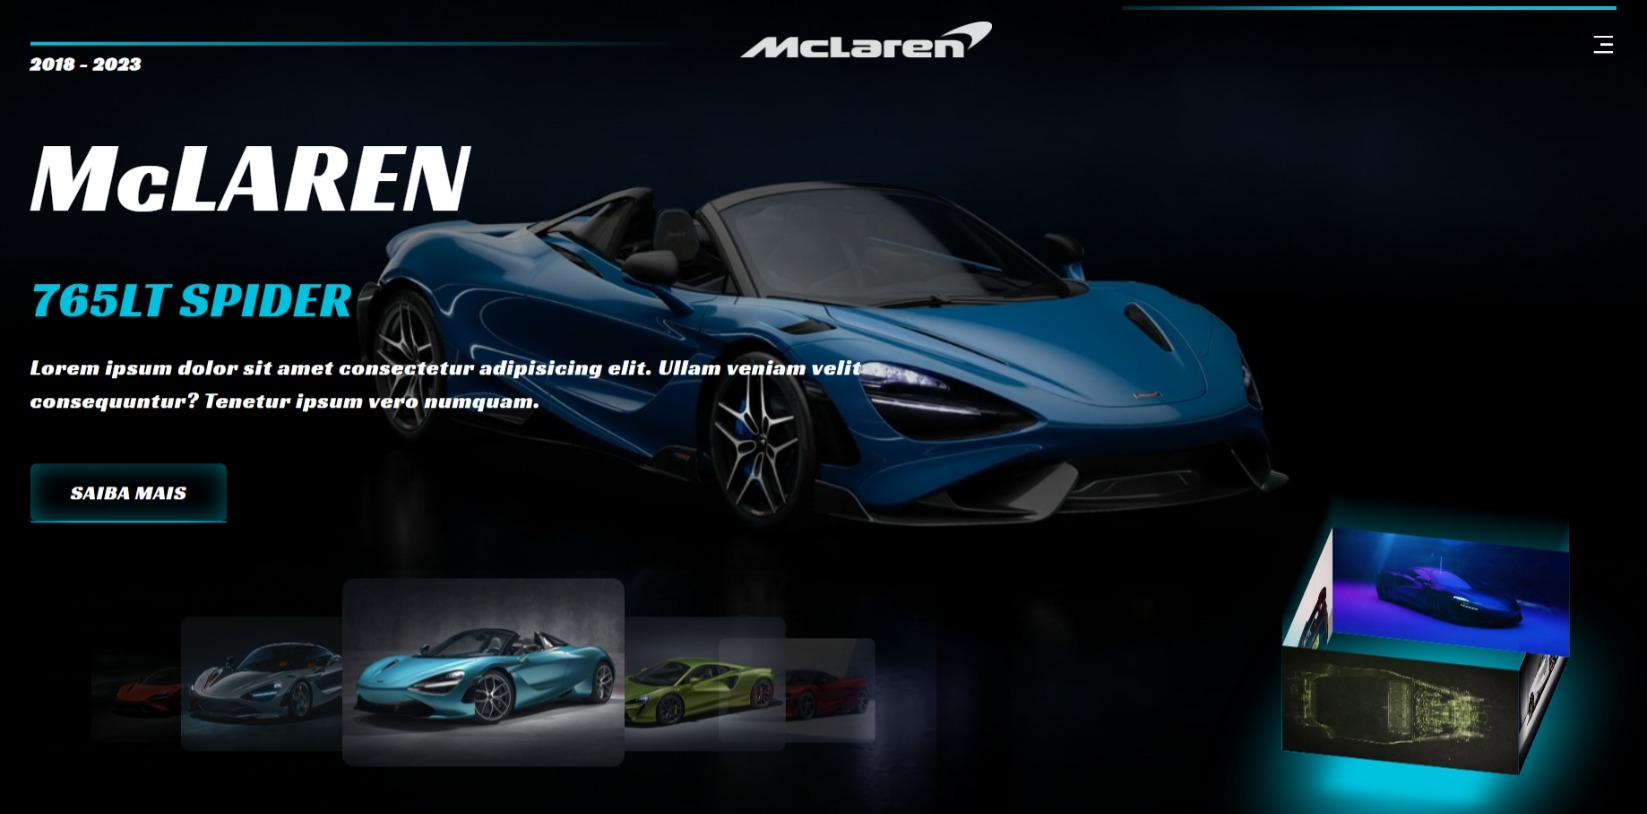 McLaren
2018 - 2023
McLAREN
765LT SPIDER
Lorem ipsum dolor sit amet consectetur adipisicing elit. Ullam veniam velit
consequuntur? Tenetur ipsum vero numquam.
SAIBA MAIS